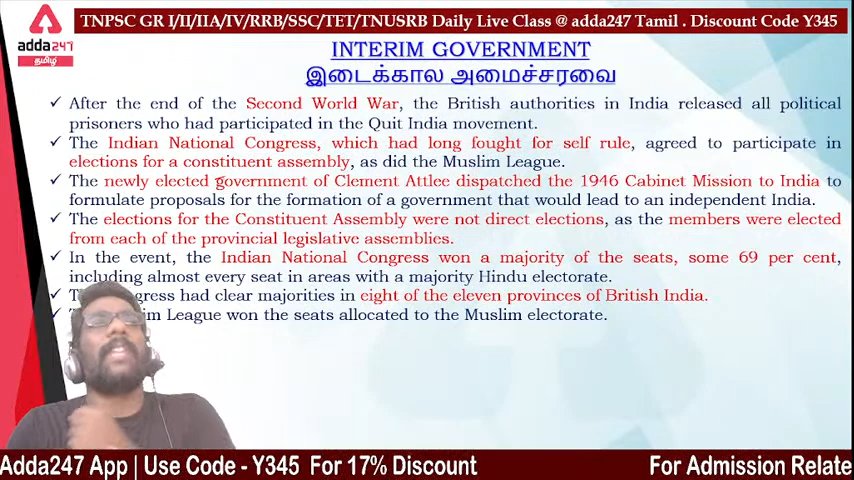 TNPSC GR I/II/IIA/IV/RRB/SSC/TET/TNUSRB Daily Live Class @ adda247 Tamil . Discount Code Y345
adda247
தமிழ்
INTERIM GOVERNMENT
இடைக்கால அமைச்சரவை
✓ After the end of the Second World War, the British authorities in India released all political
prisoners who had participated in the Quit India movement.
✓ The Indian National Congress, which had long fought for self rule, agreed to participate in
elections for a constituent assembly, as did the Muslim League.
✓ The newly elected government of Clement Attlee dispatched the 1946 Cabinet Mission to India to
formulate proposals for the formation of a government that would lead to an independent India.
✓ The elections for the Constituent Assembly were not direct elections, as the members were elected
from each of the provincial legislative assemblies.
✓ In the event, the Indian National Congress won a majority of the seats, some 69 per cent,
including almost every seat in areas with a majority Hindu electorate.
✓ had clear majorities in eight of the eleven provinces of British India.
✓ League won the seats allocated to the Muslim electorate.
Adda247 App | Use Code - Y345 For 17% Discount
For Admission Relate